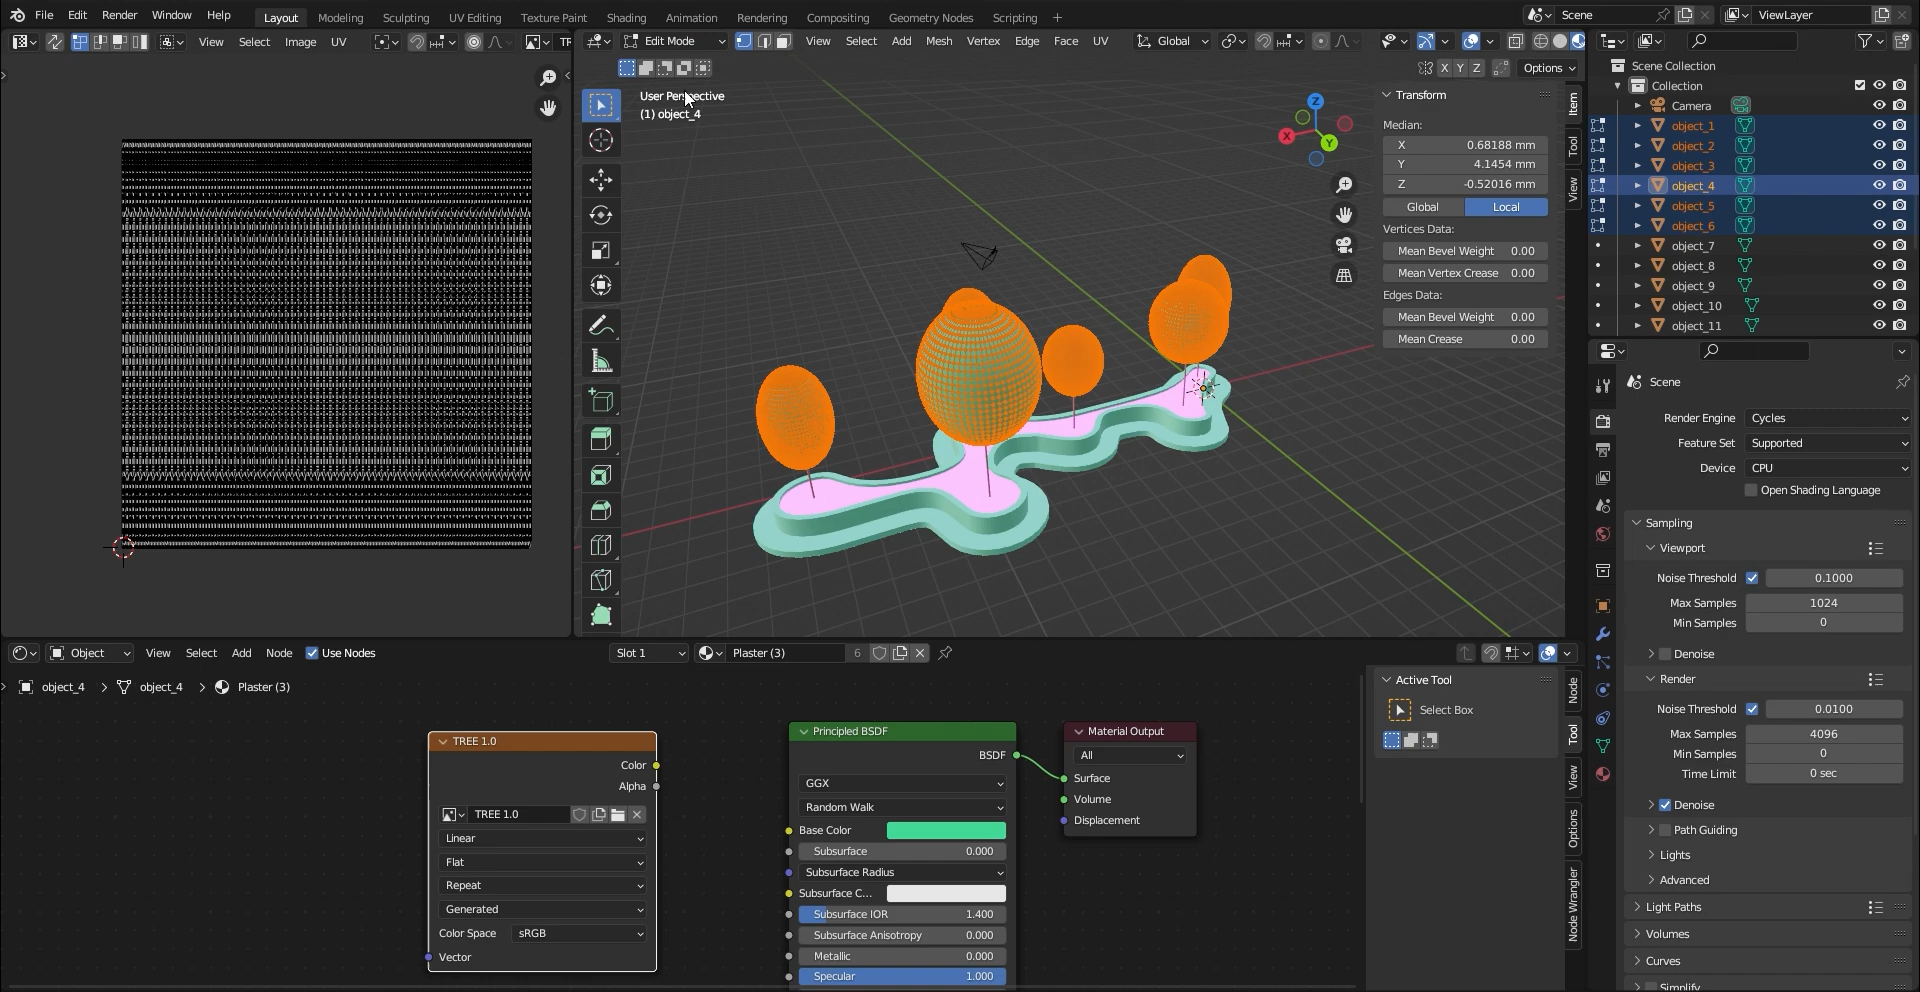 File Edit Render Window Help Layout Modeling Sculpting UV Editing Texture Paint Shading Animation Rendering Compositing Geometry Nodes Scripting + Scene ViewLayer
View Select Image UV
Edit Mode View Select Add Mesh Vertex Edge Face UV Global
X Y Z Options
User Perspective
(1) object_4
Z
X
Y
Transform
Median:
X 0.68188 mm
Y 4.1454 mm
Z -0.52016 mm
Global Local
Vertices Data:
Mean Bevel Weight 0.00
Mean Vertex Crease 0.00
Edges Data:
Mean Bevel Weight 0.00
Mean Crease 0.00
Item
Tool
View
Scene Collection
Collection
Camera
object_1
object_2
object_3
object_4
object_5
object_6
object_7
object_8
object_9
object_10
object_11
Scene
Render Engine Cycles
Feature Set Supported
Device CPU
Open Shading Language
Sampling
Viewport
Noise Threshold 0.1000
Max Samples 1024
Min Samples 0
Denoise
Render
Noise Threshold 0.0100
Max Samples 4096
Min Samples 0
Time Limit 0 sec
Denoise
Path Guiding
Lights
Advanced
Light Paths
Volumes
Curves
Simplify
Object View Select Add Node Use Nodes Slot 1 Plaster (3) 6
object_4 > object_4 > Plaster (3)
TREE 1.0
Color
Alpha
TREE 1.0
Linear
Flat
Repeat
Generated
Color Space sRGB
Vector
Principled BSDF
BSDF
GGX
Random Walk
Base Color
Subsurface 0.000
Subsurface Radius
Subsurface C...
Subsurface IOR 1.400
Subsurface Anisotropy 0.000
Metallic 0.000
Specular 1.000
Material Output
All
Surface
Volume
Displacement
Active Tool
Select Box
Node
Tool
View
Options
Node Wrangler